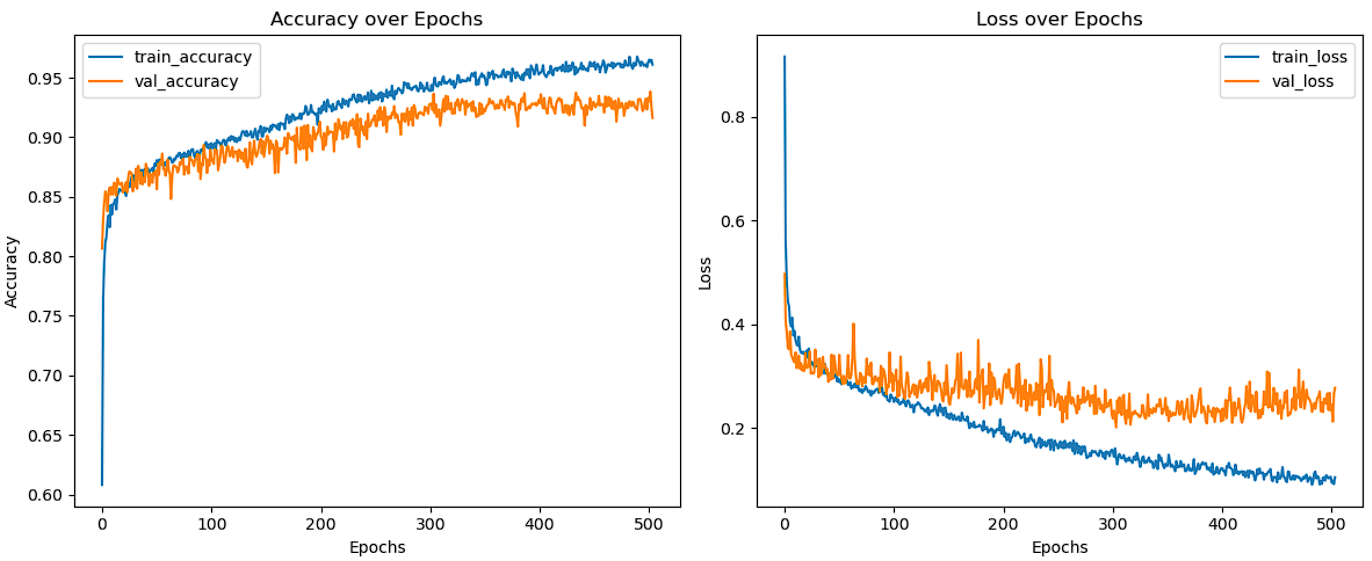 Accuracy over Epochs
train_accuracy
val_accuracy
0.95
0.90
0.85
0.80
0.75
0.70
0.65
0.60
Accuracy
0 100 200 300 400 500
Epochs
Loss over Epochs
train_loss
val_loss
0.8
0.6
0.4
0.2
Loss
0 100 200 300 400 500
Epochs